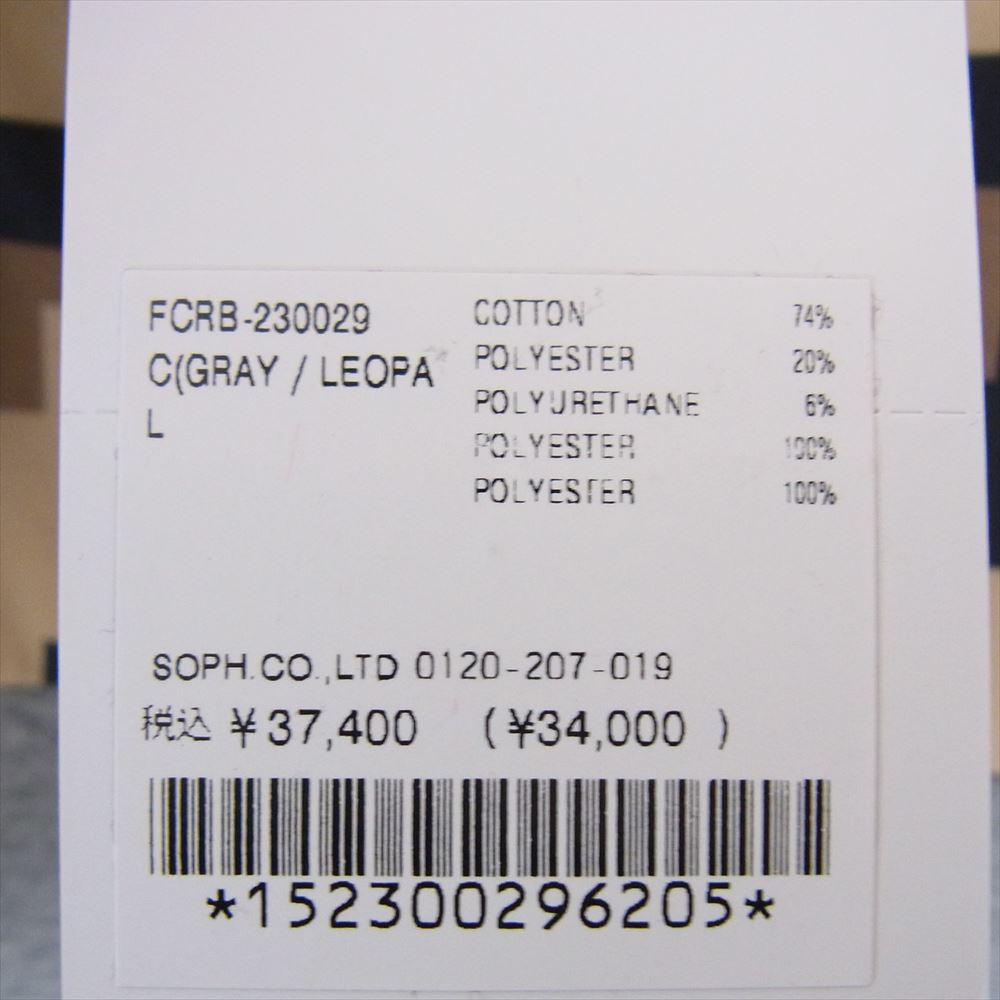 FCRB-230029
C(GRAY / LEOPA
L
COTTON 74%
POLYESTER 20%
POLYURETHANE 6%
POLYESTER 100%
POLYESTER 100%
SOPH.CO.,LTD 0120-207-019
税込 ¥37,400 (¥34,000 )
*152300296205*